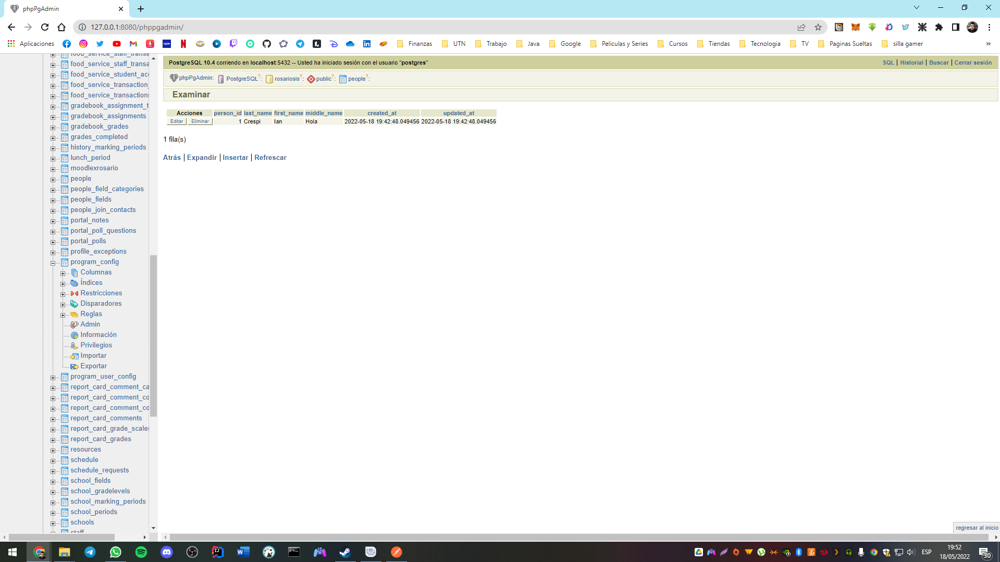 phpPgAdmin
127.0.0.1:8080/phppgadmin/
Aplicaciones
Finanzas
UTN
Trabajo
Java
Google
Peliculas y Series
Cursos
Tiendas
Tecnologia
TV
Paginas Sueltas
silla gamer
»
food_service_staff_transa
food_service_staff_transa
food_service_student_acc
food_service_transaction_
food_service_transactions
gradebook_assignment_t
gradebook_assignments
gradebook_grades
grades_completed
history_marking_periods
lunch_period
moodlexrosario
people
people_field_categories
people_fields
people_join_contacts
portal_notes
portal_poll_questions
portal_polls
profile_exceptions
program_config
Columnas
Índices
Restricciones
Disparadores
Reglas
Admin
Información
Privilegios
Importar
Exportar
program_user_config
report_card_comment_ca
report_card_comment_co
report_card_comment_co
report_card_comments
report_card_grade_scales
report_card_grades
resources
schedule
schedule_requests
school_fields
school_gradelevels
school_marking_periods
school_periods
schools
staff
PostgreSQL 10.4 corriendo en localhost:5432 -- Usted ha iniciado sesión con el usuario "postgres"
SQL | Historial | Buscar | Cerrar sesión
phpPgAdmin: PostgreSQL?: rosariosis?: public?: people?:
Examinar
Acciones person_id last_name first_name middle_name created_at updated_at
Editar Eliminar 1 Crespi Ian Hola 2022-05-18 19:42:48.049456 2022-05-18 19:42:48.049456
1 fila(s)
Atrás | Expandir | Insertar | Refrescar
regresar al inicio
ESP
19:52
18/05/2022
30